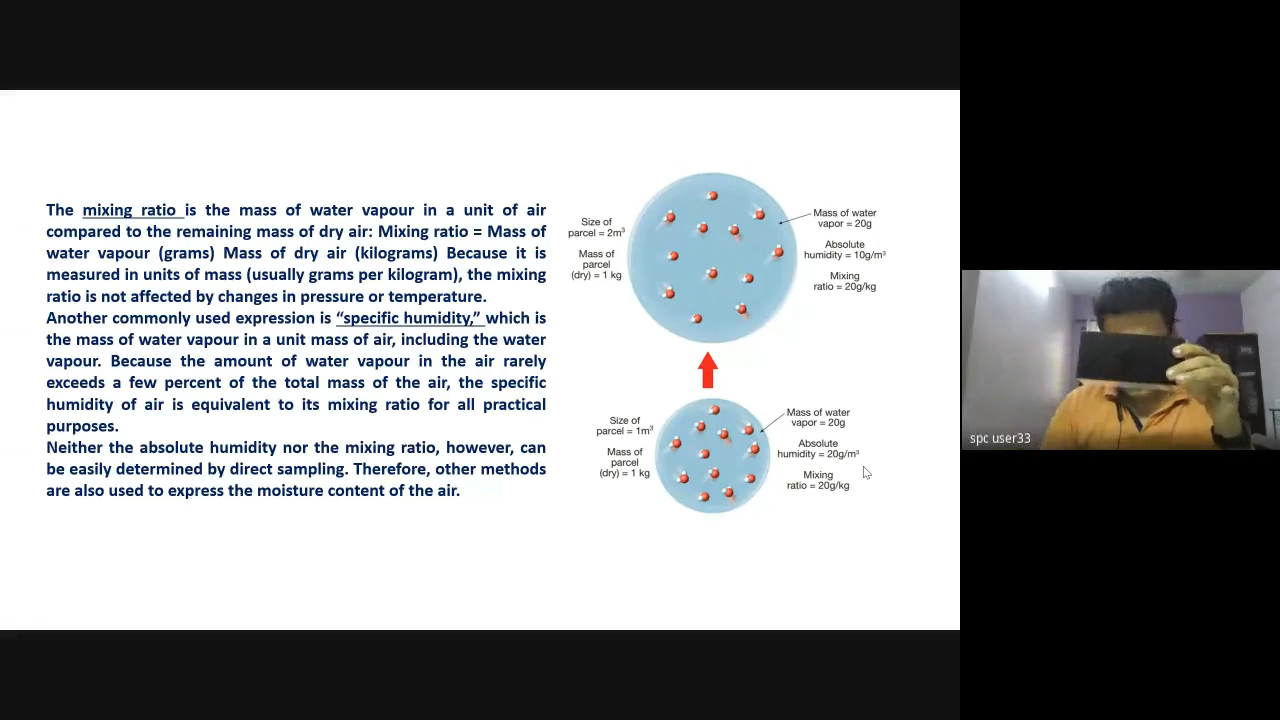 The mixing ratio is the mass of water vapour in a unit of air
compared to the remaining mass of dry air: Mixing ratio = Mass of
water vapour (grams) Mass of dry air (kilograms) Because it is
measured in units of mass (usually grams per kilogram), the mixing
ratio is not affected by changes in pressure or temperature.
Another commonly used expression is “specific humidity,” which is
the mass of water vapour in a unit mass of air, including the water
vapour. Because the amount of water vapour in the air rarely
exceeds a few percent of the total mass of the air, the specific
humidity of air is equivalent to its mixing ratio for all practical
purposes.
Neither the absolute humidity nor the mixing ratio, however, can
be easily determined by direct sampling. Therefore, other methods
are also used to express the moisture content of the air.
Size of
parcel = 2m³
Mass of
parcel
(dry) = 1 kg
Mass of water
vapor = 20g
Absolute
humidity = 10g/m³
Mixing
ratio = 20g/kg
Size of
parcel = 1m³
Mass of
parcel
(dry) = 1 kg
Mass of water
vapor = 20g
Absolute
humidity = 20g/m³
Mixing
ratio = 20g/kg
spc user33